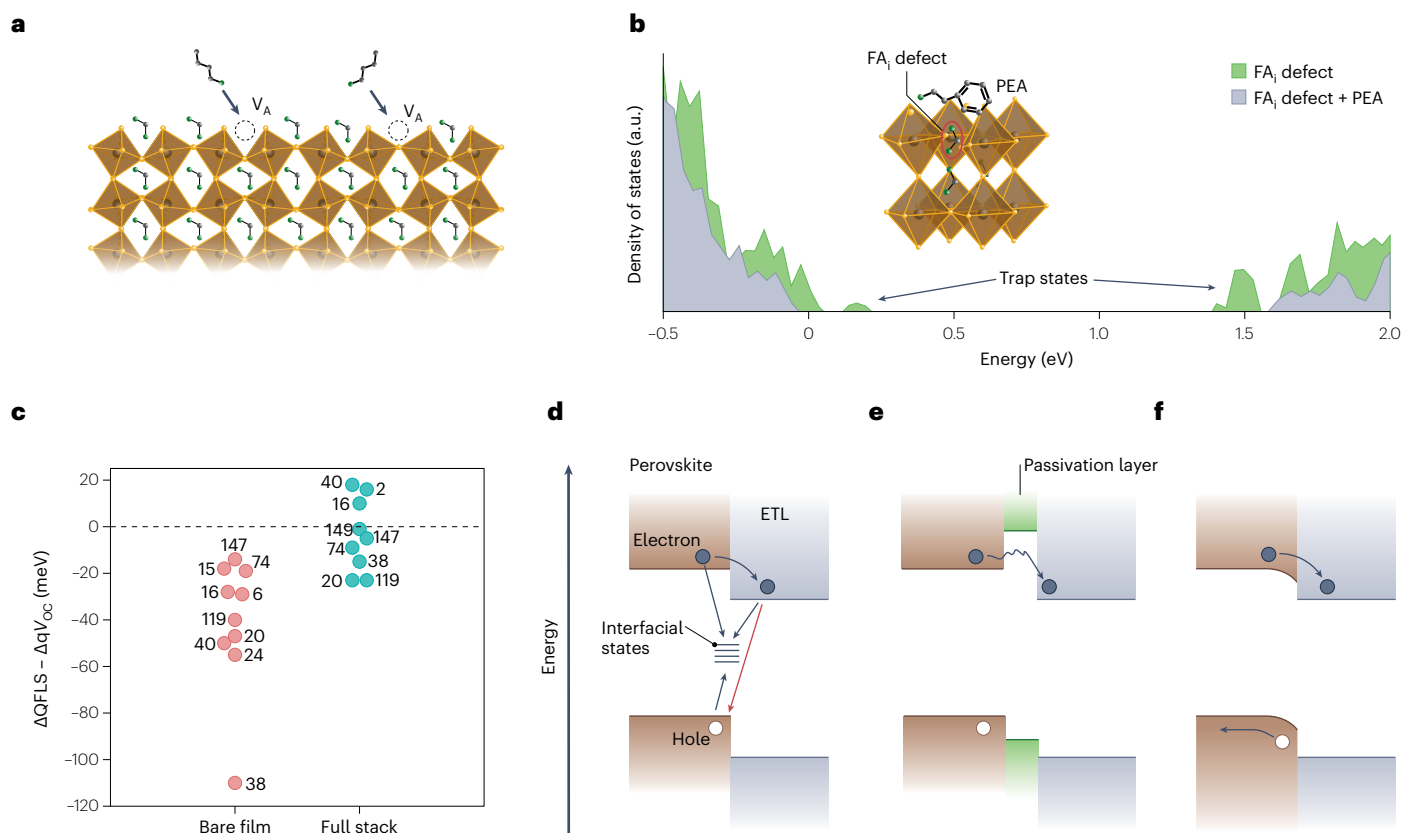 a
V_A
V_A
b
FA_i defect
PEA
FA_i defect
FA_i defect + PEA
Trap states
Density of states (a.u.)
−0.5
0
0.5
1.0
1.5
2.0
Energy (eV)
c
ΔQFLS − ΔqV_OC (meV)
20
0
−20
−40
−60
−80
−100
−120
40
2
16
149
147
74
38
20
119
147
15
74
16
6
119
20
40
24
38
Bare film
Full stack
d
Energy
Perovskite
ETL
Electron
Interfacial
states
Hole
e
Passivation layer
f